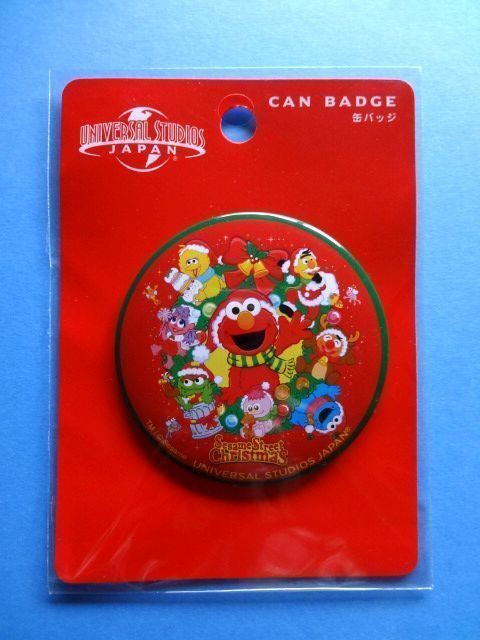 UNIVERSAL STUDIOS
JAPAN®
CAN BADGE
缶バッジ
Sesame Street
Christmas
UNIVERSAL STUDIOS JAPAN®